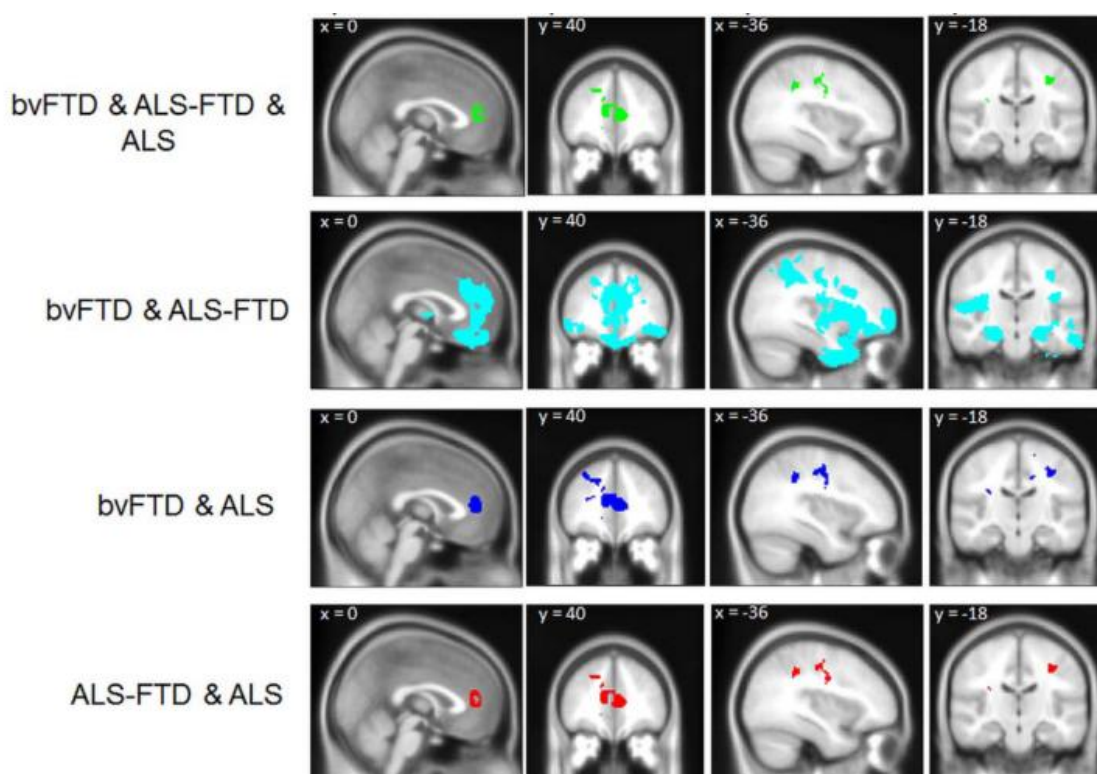 x = 0
y = 40
x = -36
y = -18
bvFTD & ALS-FTD &
ALS
x = 0
y = 40
x = -36
y = -18
bvFTD & ALS-FTD
x = 0
y = 40
x = -36
y = -18
bvFTD & ALS
x = 0
y = 40
x = -36
y = -18
ALS-FTD & ALS